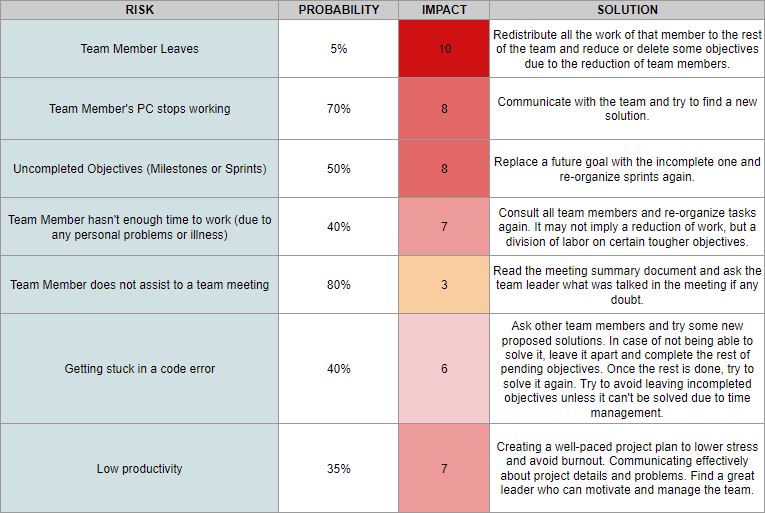 RISK PROBABILITY IMPACT SOLUTION
Team Member Leaves 5% 10
Redistribute all the work of that member to the rest
of the team and reduce or delete some objectives
due to the reduction of team members.
Team Member's PC stops working 70% 8
Communicate with the team and try to find a new
solution.
Uncompleted Objectives (Milestones or Sprints) 50% 8
Replace a future goal with the incomplete one and
re-organize sprints again.
Team Member hasn't enough time to work (due to
any personal problems or illness)
40% 7
Consult all team members and re-organize tasks
again. It may not imply a reduction of work, but a
division of labor on certain tougher objectives.
Team Member does not assist to a team meeting 80% 3
Read the meeting summary document and ask the
team leader what was talked in the meeting if any
doubt.
Getting stuck in a code error 40% 6
Ask other team members and try some new
proposed solutions. In case of not being able to
solve it, leave it apart and complete the rest of
pending objectives. Once the rest is done, try to
solve it again. Try to avoid leaving incompleted
objectives unless it can't be solved due to time
management.
Low productivity 35% 7
Creating a well-paced project plan to lower stress
and avoid burnout. Communicating effectively
about project details and problems. Find a great
leader who can motivate and manage the team.